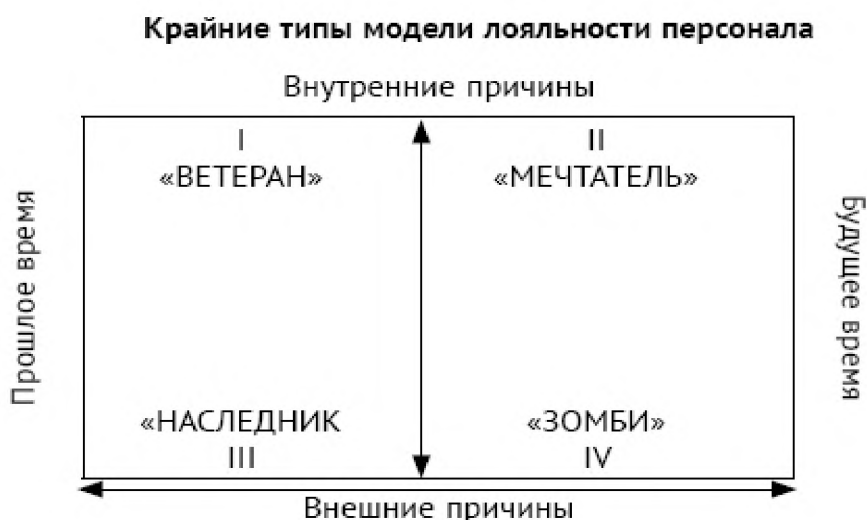 Крайние типы модели лояльности персонала
Внутренние причины
I
«ВЕТЕРАН»
II
«МЕЧТАТЕЛЬ»
Прошлое время
Будущее время
«НАСЛЕДНИК
III
«ЗОМБИ»
IV
Внешние причины